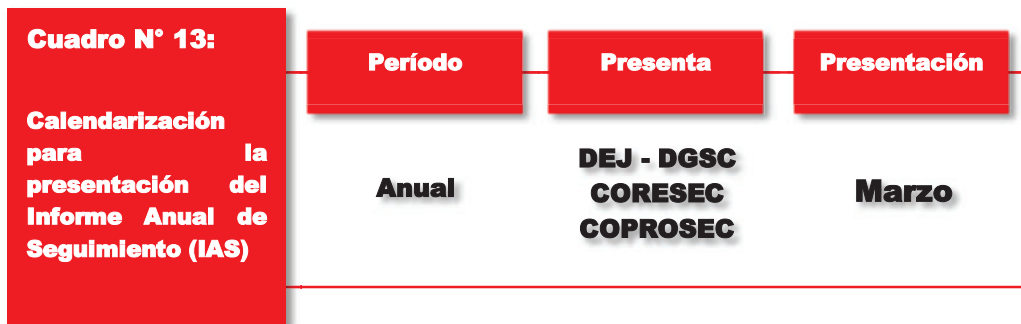 Cuadro N° 13:
Calendarización
para la
presentación del
Informe Anual de
Seguimiento (IAS)
Período
Presenta
Presentación
Anual
DEJ - DGSC
CORESEC
COPROSEC
Marzo